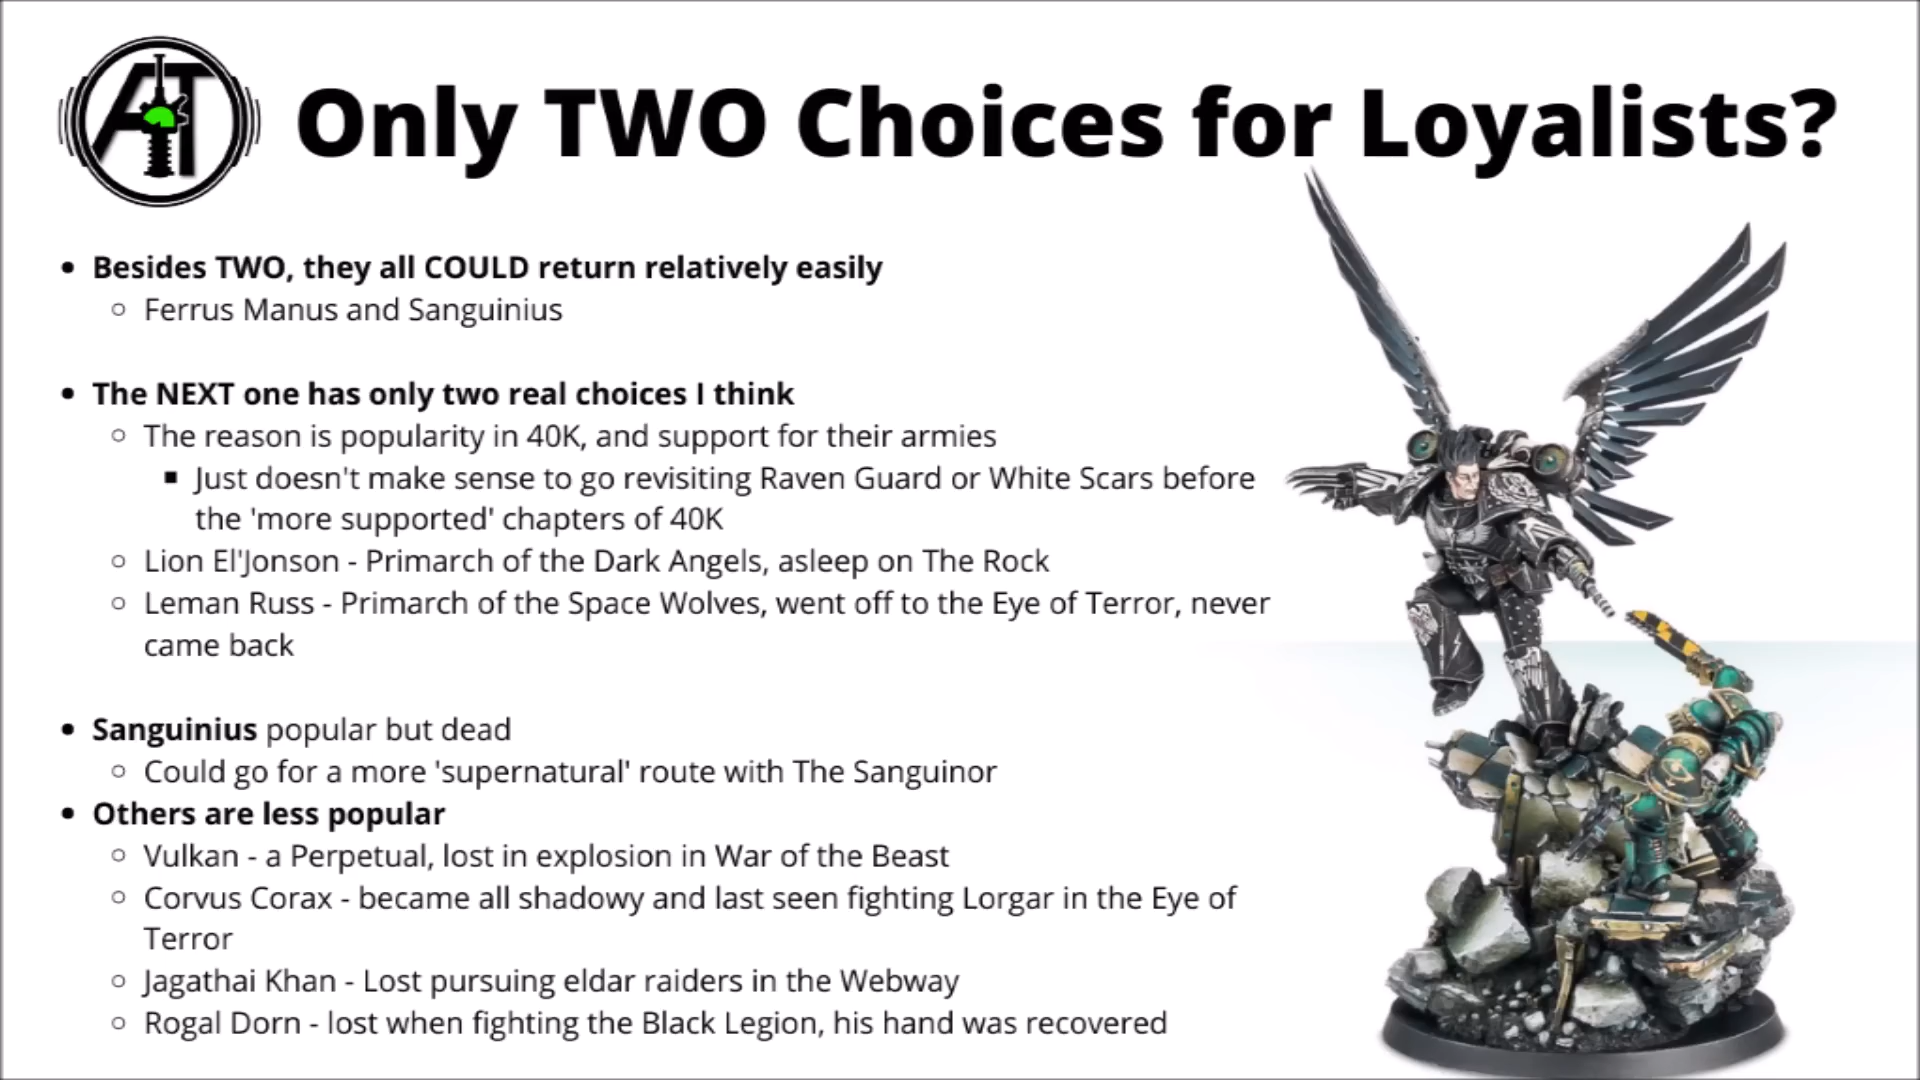 AT
Only TWO Choices for Loyalists?
• Besides TWO, they all COULD return relatively easily
○ Ferrus Manus and Sanguinius
• The NEXT one has only two real choices I think
○ The reason is popularity in 40K, and support for their armies
▪ Just doesn't make sense to go revisiting Raven Guard or White Scars before
the 'more supported' chapters of 40K
○ Lion El'Jonson - Primarch of the Dark Angels, asleep on The Rock
○ Leman Russ - Primarch of the Space Wolves, went off to the Eye of Terror, never
came back
• Sanguinius popular but dead
○ Could go for a more 'supernatural' route with The Sanguinor
• Others are less popular
○ Vulkan - a Perpetual, lost in explosion in War of the Beast
○ Corvus Corax - became all shadowy and last seen fighting Lorgar in the Eye of
Terror
○ Jagathai Khan - Lost pursuing eldar raiders in the Webway
○ Rogal Dorn - lost when fighting the Black Legion, his hand was recovered